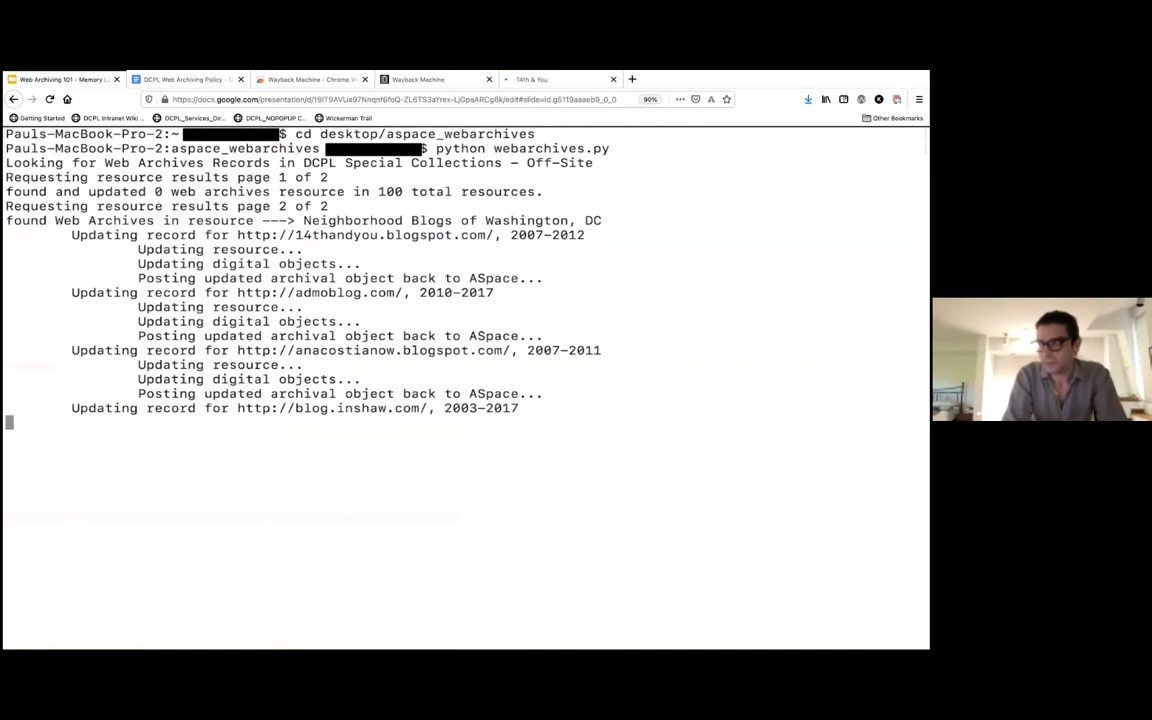 Web Archiving 101 - Memory L
DCPL Web Archiving Policy - G
Wayback Machine - Chrome W
Wayback Machine
14th & You
https://docs.google.com/presentation/d/
90%
Getting Started
DCPL Intranet Wiki ...
DCPL_Services_Dir...
DCPL_NOPOPUP C...
Wickerman Trail
Other Bookmarks
Pauls-MacBook-Pro-2:~ $ cd desktop/aspace_webarchives
Pauls-MacBook-Pro-2:aspace_webarchives $ python webarchives.py
Looking for Web Archives Records in DCPL Special Collections - Off-Site
Requesting resource results page 1 of 2
found and updated 0 web archives resource in 100 total resources.
Requesting resource results page 2 of 2
found Web Archives in resource ---> Neighborhood Blogs of Washington, DC
Updating record for http://14thandyou.blogspot.com/, 2007-2012
Updating resource...
Updating digital objects...
Posting updated archival object back to ASpace...
Updating record for http://admoblog.com/, 2010-2017
Updating resource...
Updating digital objects...
Posting updated archival object back to ASpace...
Updating record for http://anacostianow.blogspot.com/, 2007-2011
Updating resource...
Updating digital objects...
Posting updated archival object back to ASpace...
Updating record for http://blog.inshaw.com/, 2003-2017